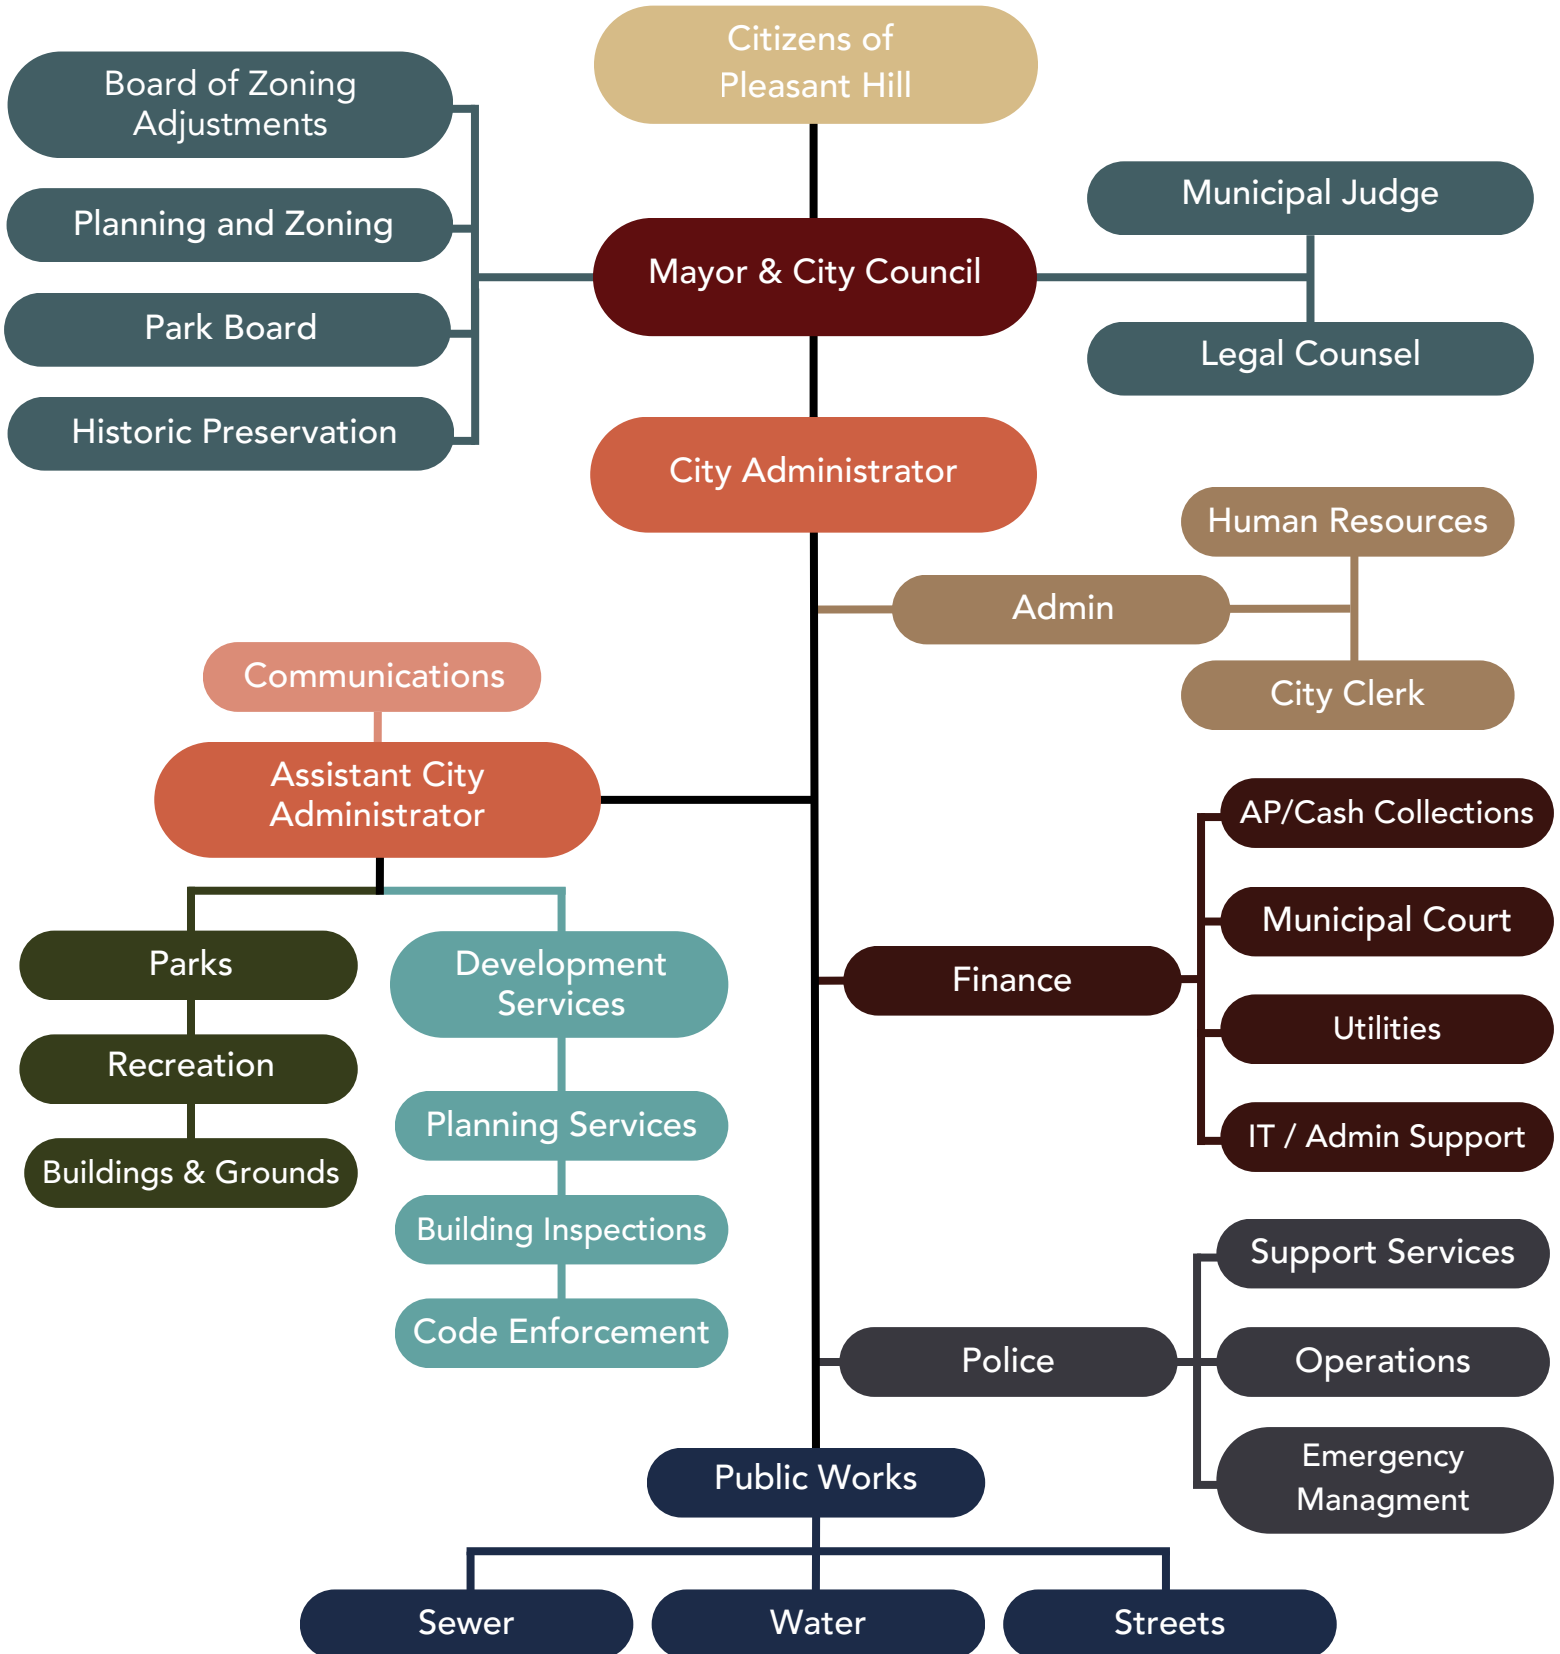 Citizens of
Pleasant Hill
Board of Zoning
Adjustments
Planning and Zoning
Park Board
Historic Preservation
Mayor & City Council
Municipal Judge
Legal Counsel
City Administrator
Human Resources
Admin
City Clerk
Communications
Assistant City
Administrator
Parks
Recreation
Buildings & Grounds
Development
Services
Planning Services
Building Inspections
Code Enforcement
AP/Cash Collections
Municipal Court
Finance
Utilities
IT / Admin Support
Support Services
Police
Operations
Emergency
Managment
Public Works
Sewer
Water
Streets